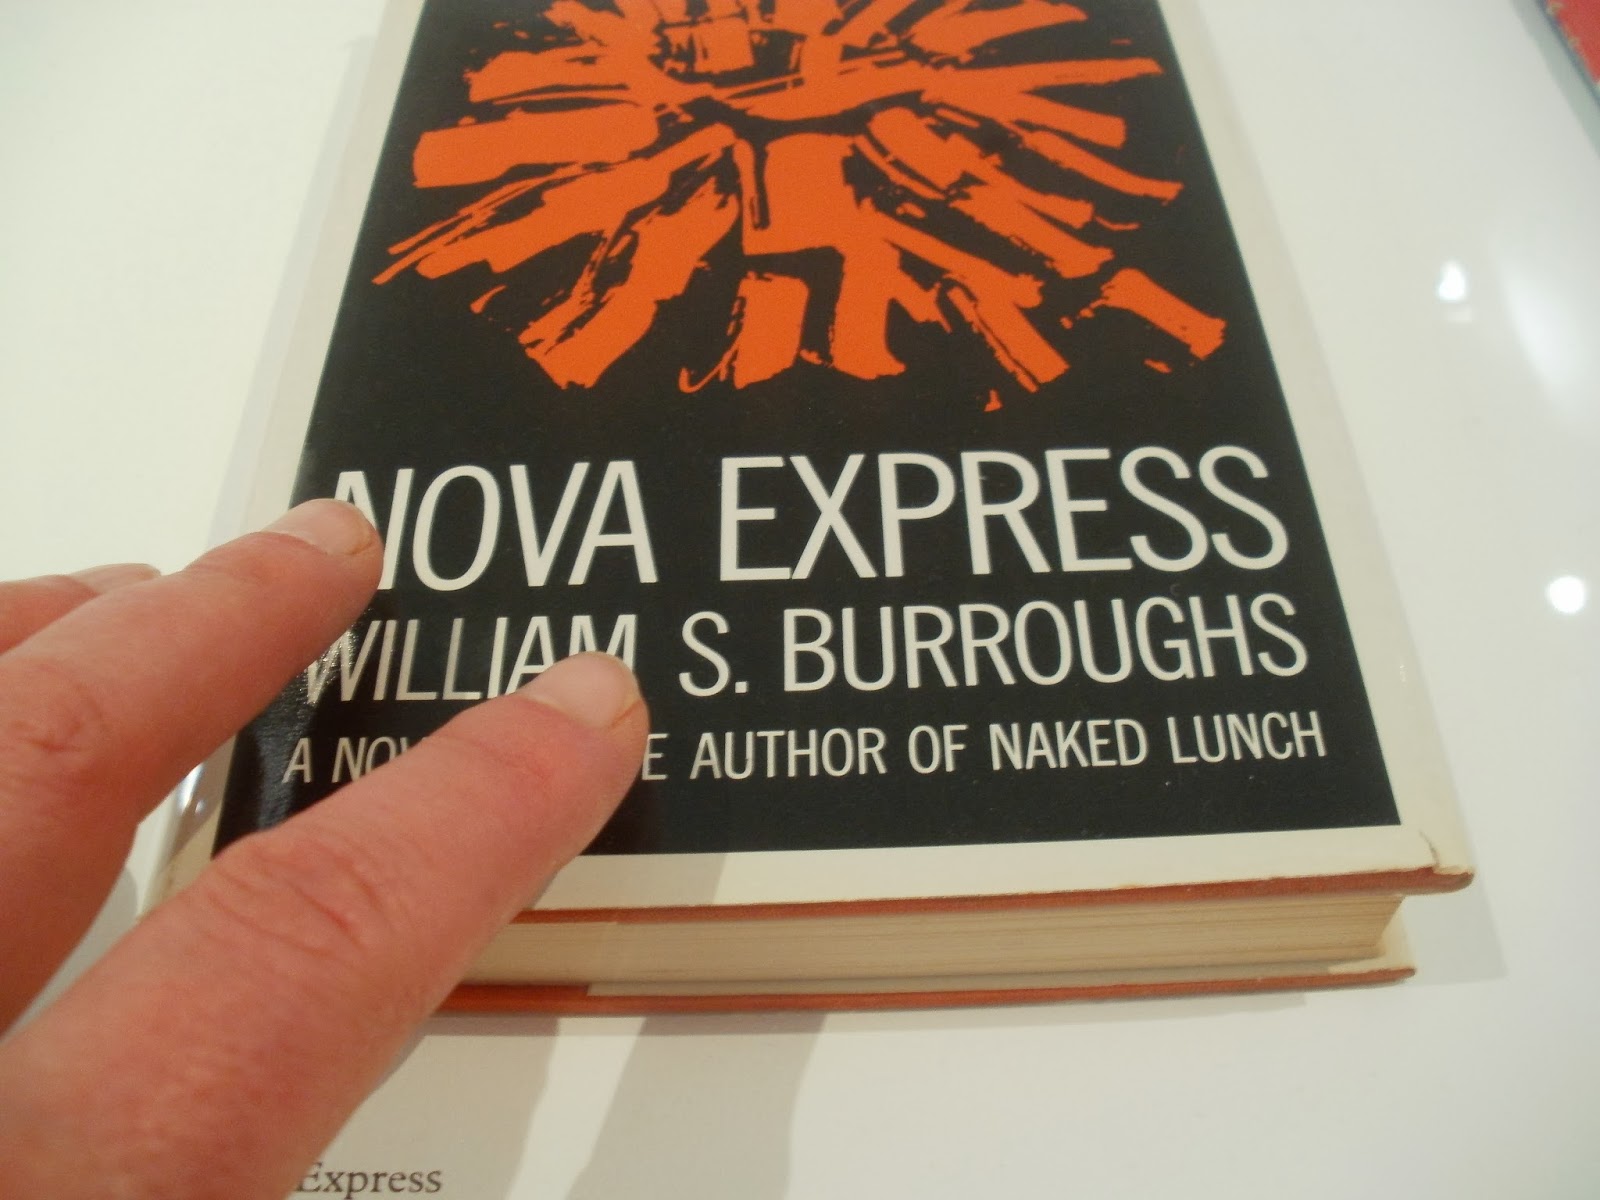 NOVA EXPRESS
WILLIAM S. BURROUGHS
A AUTHOR OF NAKED LUNCH
Express